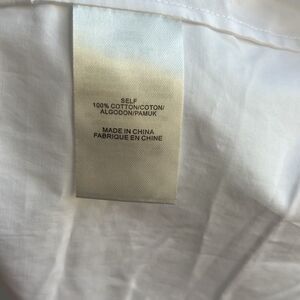 SELF
100% COTTON/COTON/
ALGODON/PAMUK
MADE IN CHINA
FABRIQUE EN CHINE